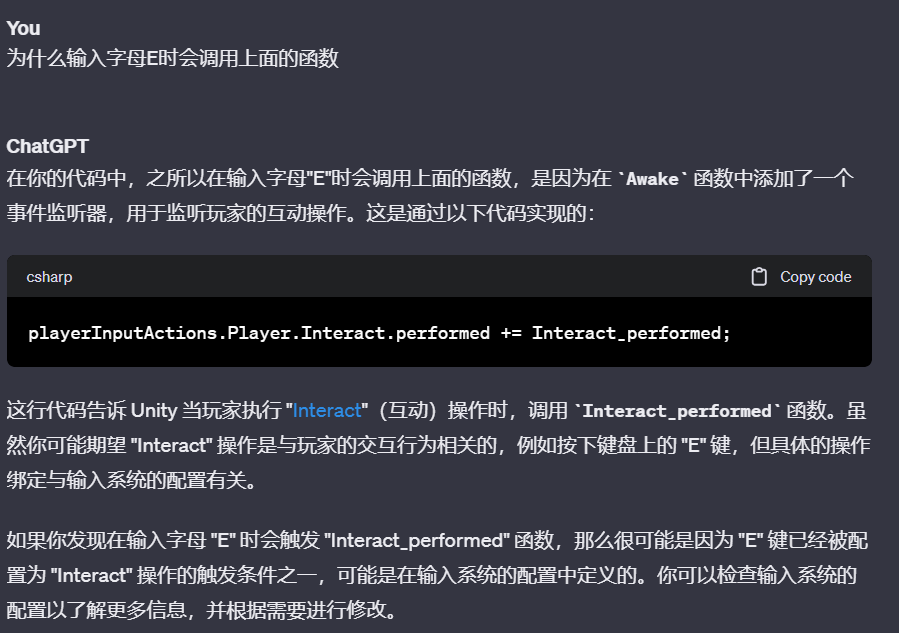 You
为什么输入字母E时会调用上面的函数
ChatGPT
在你的代码中，之所以在输入字母"E"时会调用上面的函数，是因为在 `Awake` 函数中添加了一个
事件监听器，用于监听玩家的互动操作。这是通过以下代码实现的：
csharp Copy code
playerInputActions.Player.Interact.performed += Interact_performed;
这行代码告诉 Unity 当玩家执行 "Interact"（互动）操作时，调用 `Interact_performed` 函数。虽
然你可能期望 "Interact" 操作是与玩家的交互行为相关的，例如按下键盘上的 "E" 键，但具体的操作
绑定与输入系统的配置有关。
如果你发现在输入字母 "E" 时会触发 "Interact_performed" 函数，那么很可能是因为 "E" 键已经被配
置为 "Interact" 操作的触发条件之一，可能是在输入系统的配置中定义的。你可以检查输入系统的
配置以了解更多信息，并根据需要进行修改。